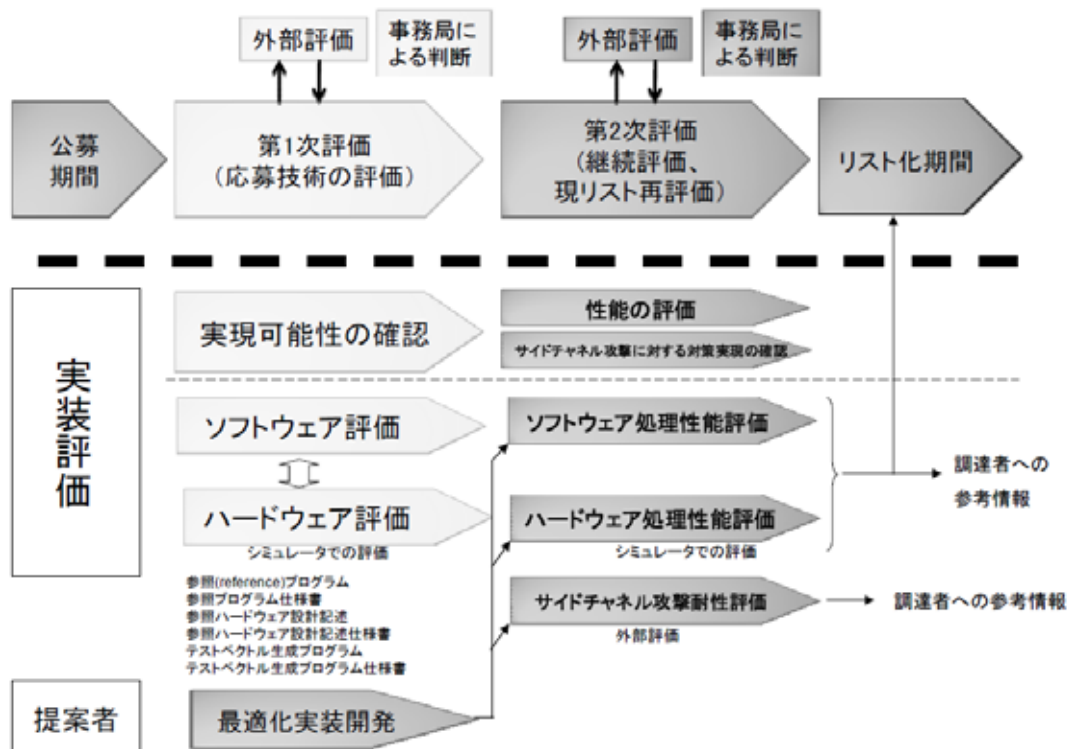 外部評価
事務局に
よる判断
外部評価
事務局に
よる判断
公募
期間
第1次評価
(応募技術の評価)
第2次評価
(継続評価、
現リスト再評価)
リスト化期間
実装評価
実現可能性の確認
性能の評価
サイドチャネル攻撃に対する対策実現の確認
ソフトウェア評価
ソフトウェア処理性能評価
調達者への
参考情報
ハードウェア評価
シミュレータでの評価
ハードウェア処理性能評価
シミュレータでの評価
参照(reference)プログラム
参照プログラム仕様書
参照ハードウェア設計記述
参照ハードウェア設計記述仕様書
テストベクトル生成プログラム
テストベクトル生成プログラム仕様書
サイドチャネル攻撃耐性評価
外部評価
調達者への参考情報
提案者
最適化実装開発